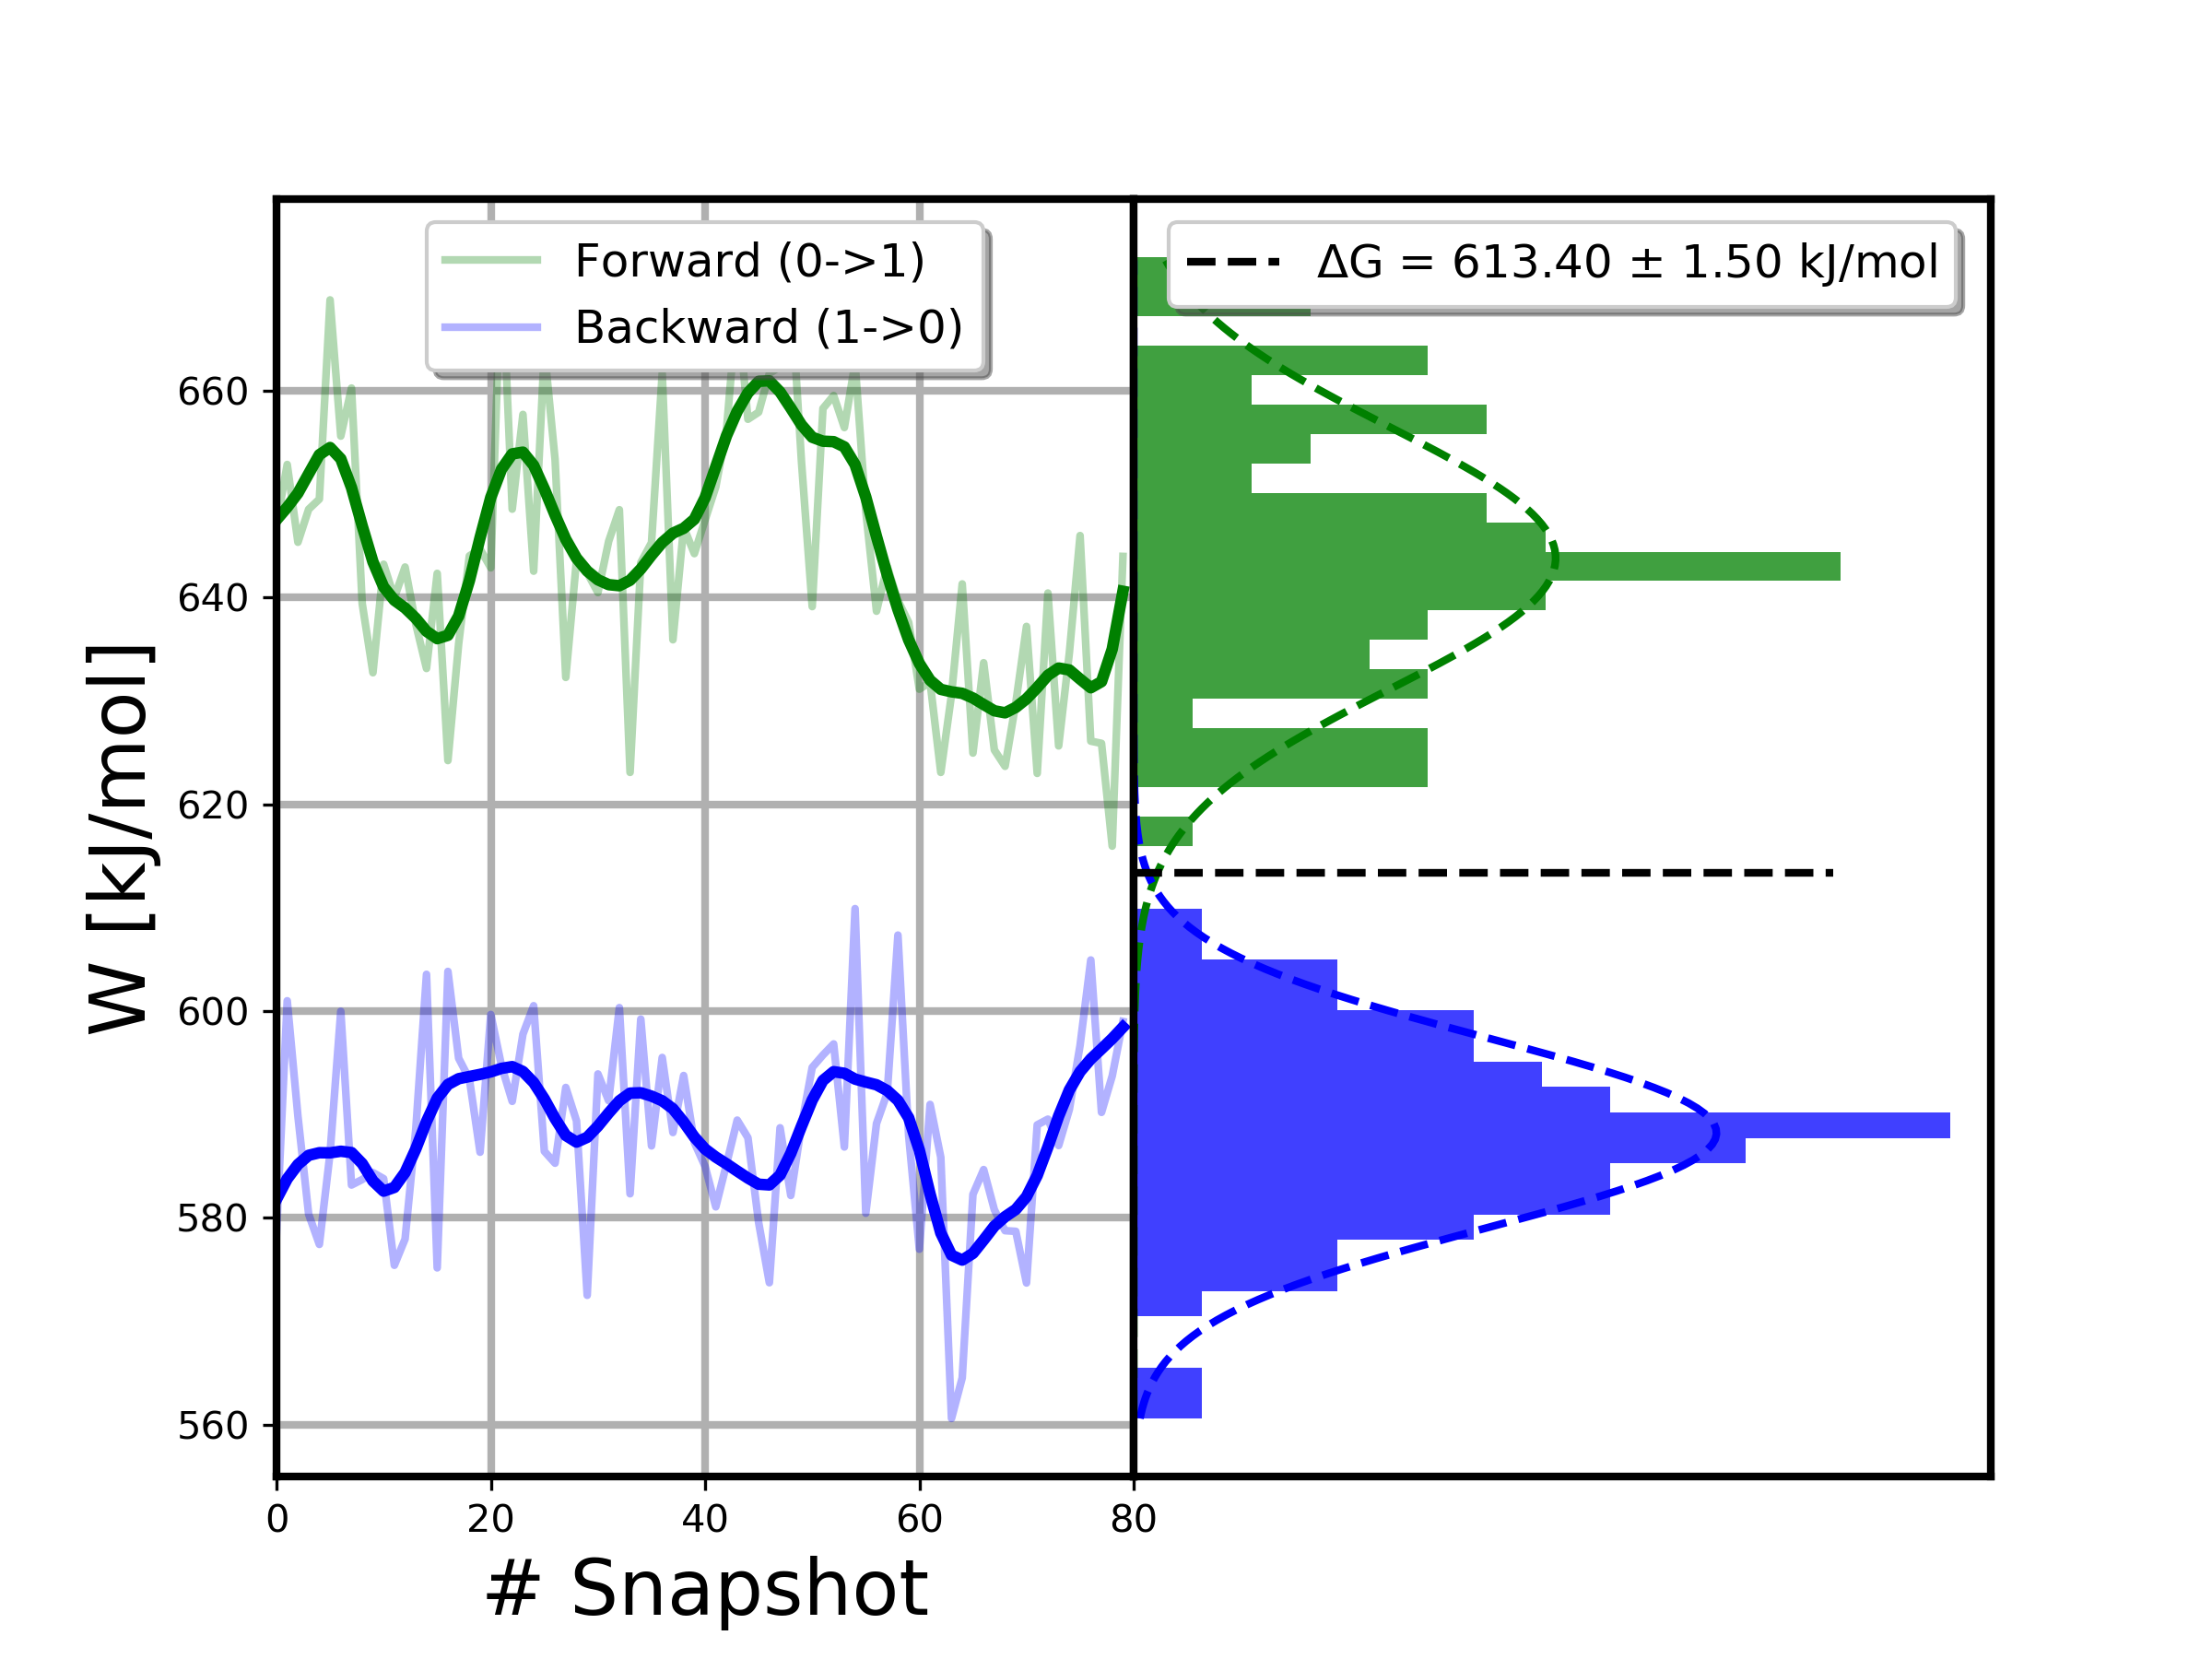 Forward (0->1)
Backward (1->0)
ΔG = 613.40 ± 1.50 kJ/mol
W [kJ/mol]
660
640
620
600
580
560
0 20 40 60 80
# Snapshot